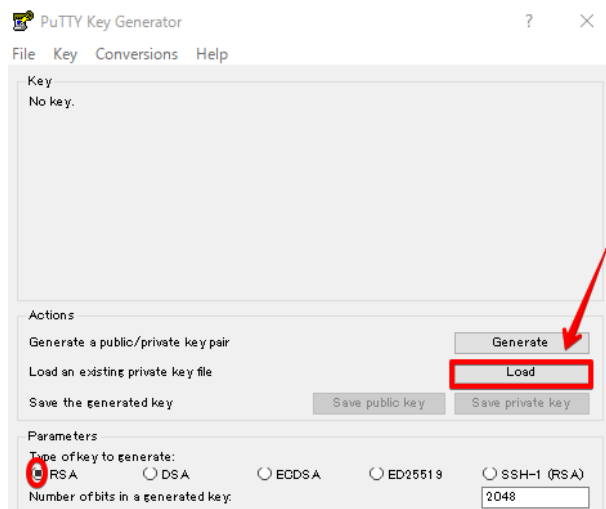 PuTTY Key Generator ?
File Key Conversions Help
Key
No key.
Actions
Generate a public/private key pair Generate
Load an existing private key file Load
Save the generated key Save public key Save private key
Parameters
Type of key to generate:
RSA DSA ECDSA ED25519 SSH-1 (RSA)
Number of bits in a generated key: 2048